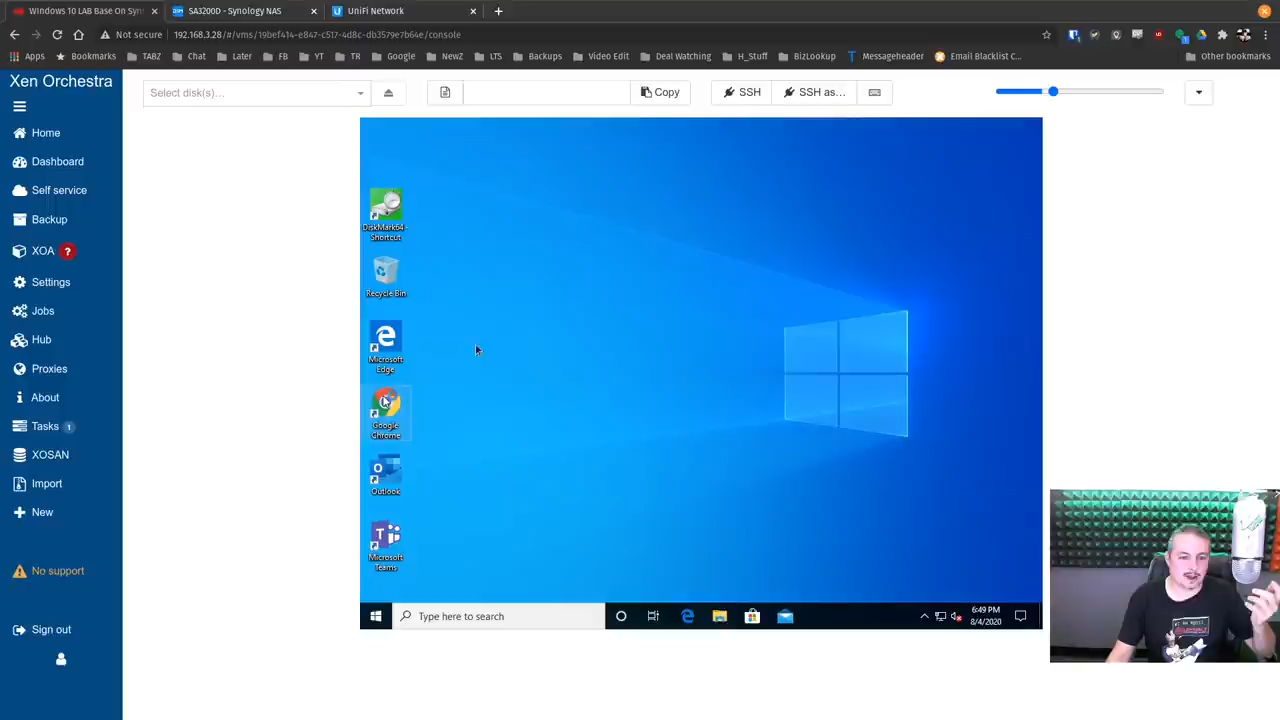 Windows 10 LAB Base On Syn
SA3200D - Synology NAS
UniFi Network
Not secure
192.168.3.28/#/vms/19bef414-e847-c517-4d8c-db3579e7b64e/console
Apps
Bookmarks
TABZ
Chat
Later
FB
YT
TR
Google
NewZ
LTS
Backups
Video Edit
Deal Watching
H_Stuff
BizLookup
Messageheader
Email Blacklist C...
Other bookmarks
Xen Orchestra
Select disk(s)...
Copy
SSH
SSH as...
Home
Dashboard
Self service
Backup
XOA ?
Settings
Jobs
Hub
Proxies
About
Tasks 1
XOSAN
Import
New
No support
Sign out
DiskMark64 -
Shortcut
Recycle Bin
Microsoft
Edge
Google
Chrome
Outlook
Microsoft
Teams
Type here to search
6:49 PM
8/4/2020